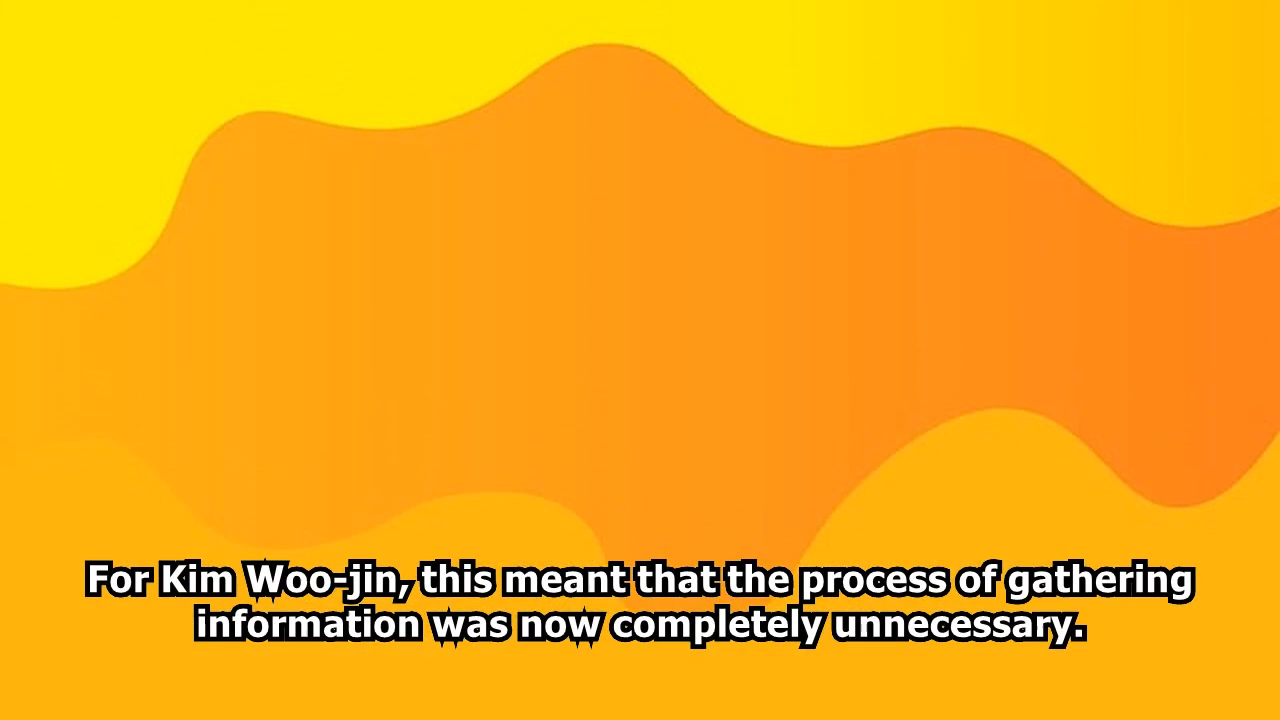 For Kim Woo-jin, this meant that the process of gathering
information was now completely unnecessary.